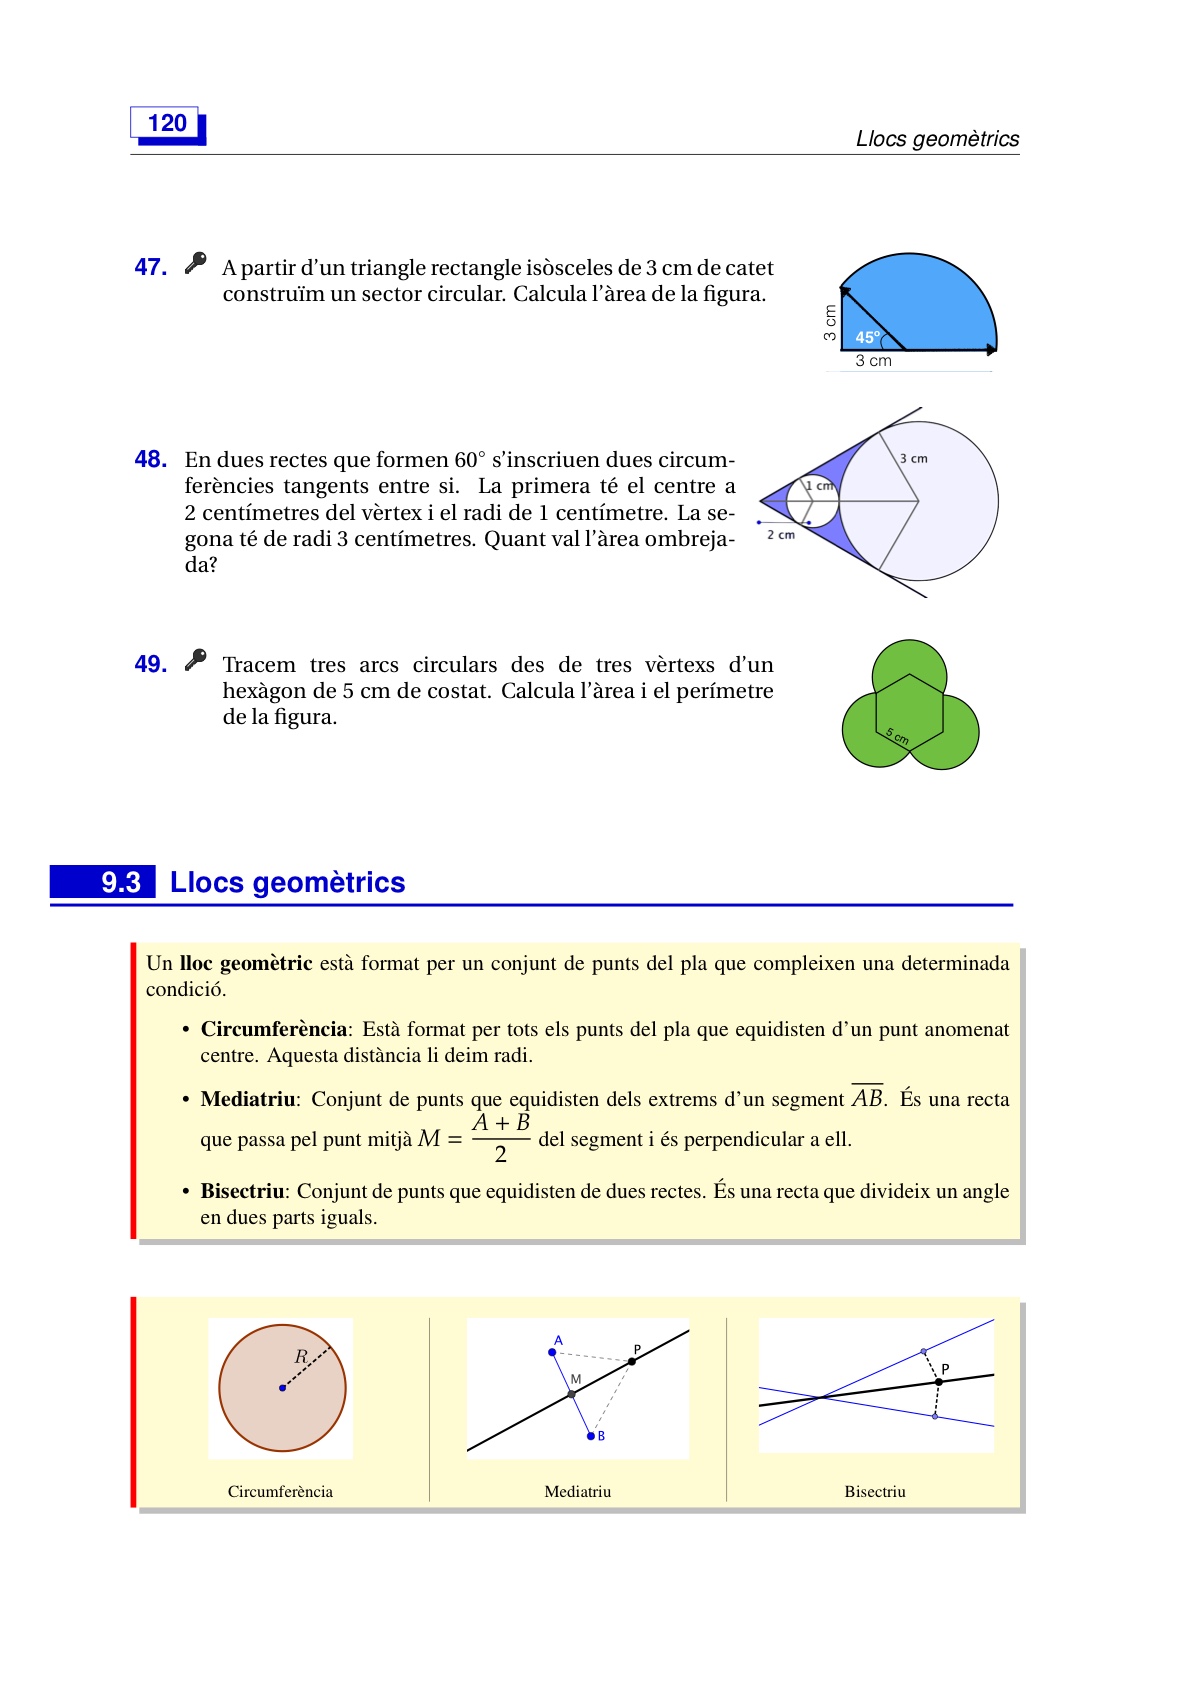 120
Llocs geomètrics
47. A partir d’un triangle rectangle isòsceles de 3 cm de catet
construïm un sector circular. Calcula l’àrea de la figura.
3 cm
45º
3 cm
48. En dues rectes que formen 60° s’inscriuen dues circum-
ferències tangents entre si. La primera té el centre a
2 centímetres del vèrtex i el radi de 1 centímetre. La se-
gona té de radi 3 centímetres. Quant val l’àrea ombreja-
da?
3 cm
1 cm
2 cm
49. Tracem tres arcs circulars des de tres vèrtexs d’un
hexàgon de 5 cm de costat. Calcula l’àrea i el perímetre
de la figura.
5 cm
9.3 Llocs geomètrics
Un lloc geomètric està format per un conjunt de punts del pla que compleixen una determinada
condició.
• Circumferència: Està format per tots els punts del pla que equidisten d’un punt anomenat
centre. Aquesta distància li deim radi.
• Mediatriu: Conjunt de punts que equidisten dels extrems d’un segment \overline{AB}. És una recta
que passa pel punt mitjà M = \frac{A + B}{2} del segment i és perpendicular a ell.
• Bisectriu: Conjunt de punts que equidisten de dues rectes. És una recta que divideix un angle
en dues parts iguals.
R
Circumferència
A
P
M
B
Mediatriu
P
Bisectriu